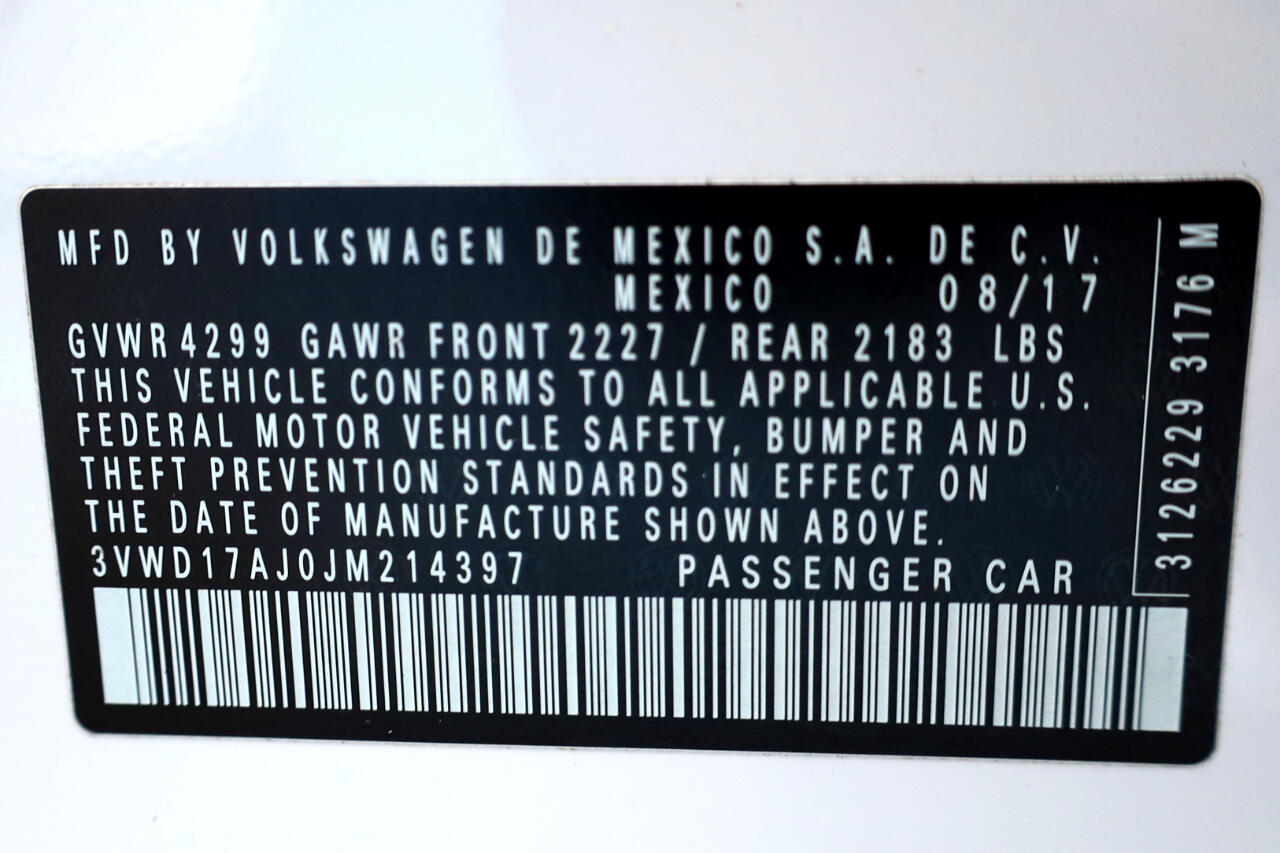 MFD BY VOLKSWAGEN DE MEXICO S.A. DE C.V.
MEXICO 08/17
GVWR 4299 GAWR FRONT 2227 / REAR 2183 LBS
THIS VEHICLE CONFORMS TO ALL APPLICABLE U.S.
FEDERAL MOTOR VEHICLE SAFETY, BUMPER AND
THEFT PREVENTION STANDARDS IN EFFECT ON
THE DATE OF MANUFACTURE SHOWN ABOVE.
3VWD17AJ0JM214397 PASSENGER CAR
3126229 3176 M